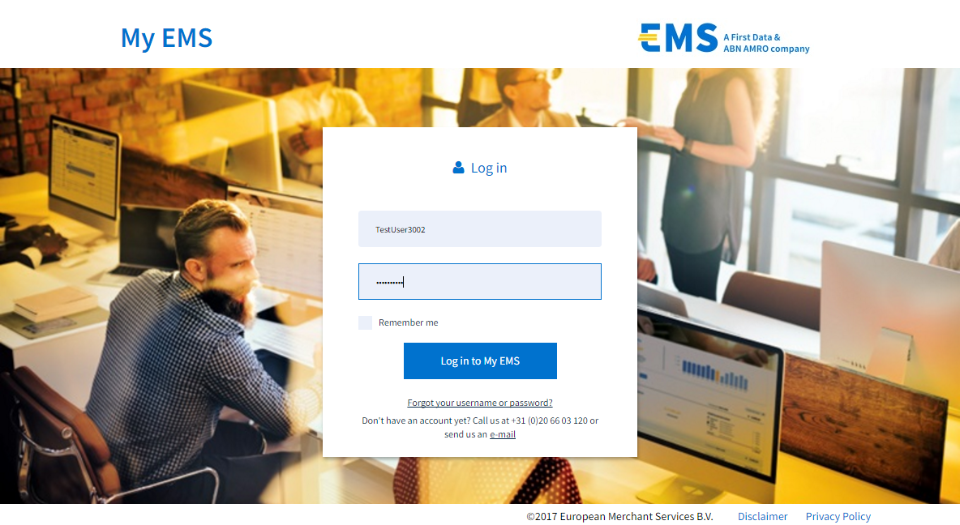 My EMS
EMS
A First Data &
ABN AMRO company
Log in
TestUser3002
Remember me
Log in to My EMS
Forgot your username or password?
Don't have an account yet? Call us at +31 (0)20 66 03 120 or
send us an e-mail
©2017 European Merchant Services B.V. Disclaimer Privacy Policy